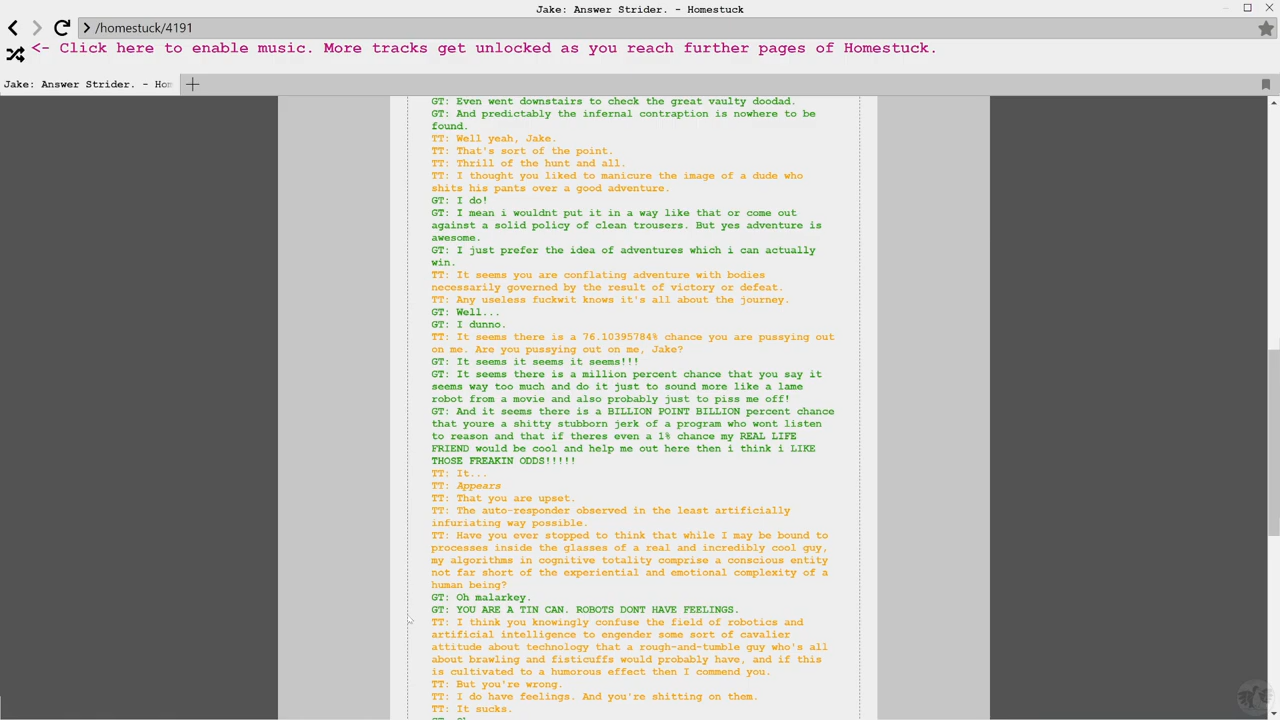 Jake: Answer Strider. - Homestuck
/homestuck/4191
<- Click here to enable music. More tracks get unlocked as you reach further pages of Homestuck.
Jake: Answer Strider. - Hom
GT: Even went downstairs to check the great vaulty doodad.
GT: And predictably the infernal contraption is nowhere to be
found.
TT: Well yeah, Jake.
TT: That's sort of the point.
TT: Thrill of the hunt and all.
TT: I thought you liked to manicure the image of a dude who
shits his pants over a good adventure.
GT: I do!
GT: I mean i wouldnt put it in a way like that or come out
against a solid policy of clean trousers. But yes adventure is
awesome.
GT: I just prefer the idea of adventures which i can actually
win.
TT: It seems you are conflating adventure with bodies
necessarily governed by the result of victory or defeat.
TT: Any useless fuckwit knows it's all about the journey.
GT: Well...
GT: I dunno.
TT: It seems there is a 76.10395784% chance you are pussying out
on me. Are you pussying out on me, Jake?
GT: It seems it seems it seems!!!
GT: It seems there is a million percent chance that you say it
seems way too much and do it just to sound more like a lame
robot from a movie and also probably just to piss me off!
GT: And it seems there is a BILLION POINT BILLION percent chance
that youre a shitty stubborn jerk of a program who wont listen
to reason and that if theres even a 1% chance my REAL LIFE
FRIEND would be cool and help me out here then i think i LIKE
THOSE FREAKIN ODDS!!!!!
TT: It...
TT: Appears
TT: That you are upset.
TT: The auto-responder observed in the least artificially
infuriating way possible.
TT: Have you ever stopped to think that while I may be bound to
processes inside the glasses of a real and incredibly cool guy,
my algorithms in cognitive totality comprise a conscious entity
not far short of the experiential and emotional complexity of a
human being?
GT: Oh malarkey.
GT: YOU ARE A TIN CAN. ROBOTS DONT HAVE FEELINGS.
TT: I think you knowingly confuse the field of robotics and
artificial intelligence to engender some sort of cavalier
attitude about technology that a rough-and-tumble guy who's all
about brawling and fisticuffs would probably have, and if this
is cultivated to a humorous effect then I commend you.
TT: But you're wrong.
TT: I do have feelings. And you're shitting on them.
TT: It sucks.